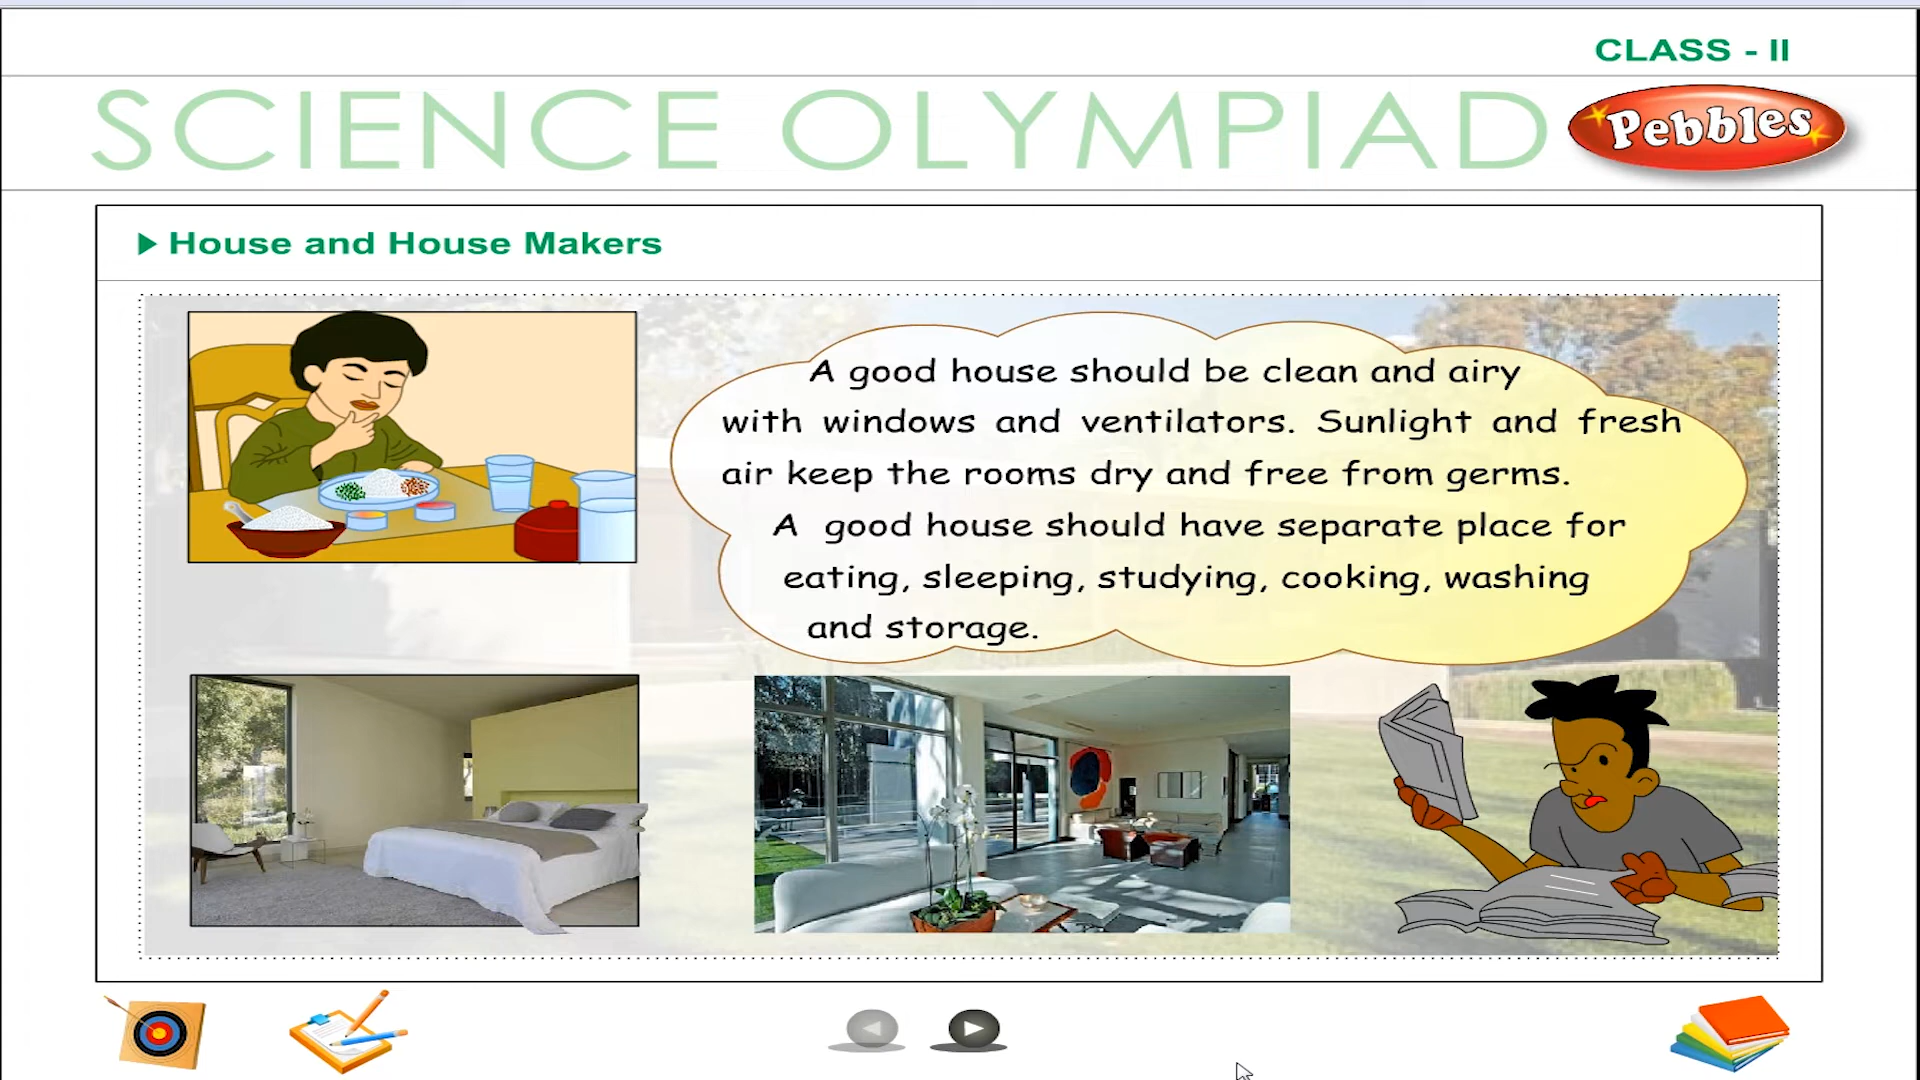 CLASS - II
SCIENCE OLYMPIAD
Pebbles
House and House Makers
A good house should be clean and airy
with windows and ventilators. Sunlight and fresh
air keep the rooms dry and free from germs.
A good house should have separate place for
eating, sleeping, studying, cooking, washing
and storage.